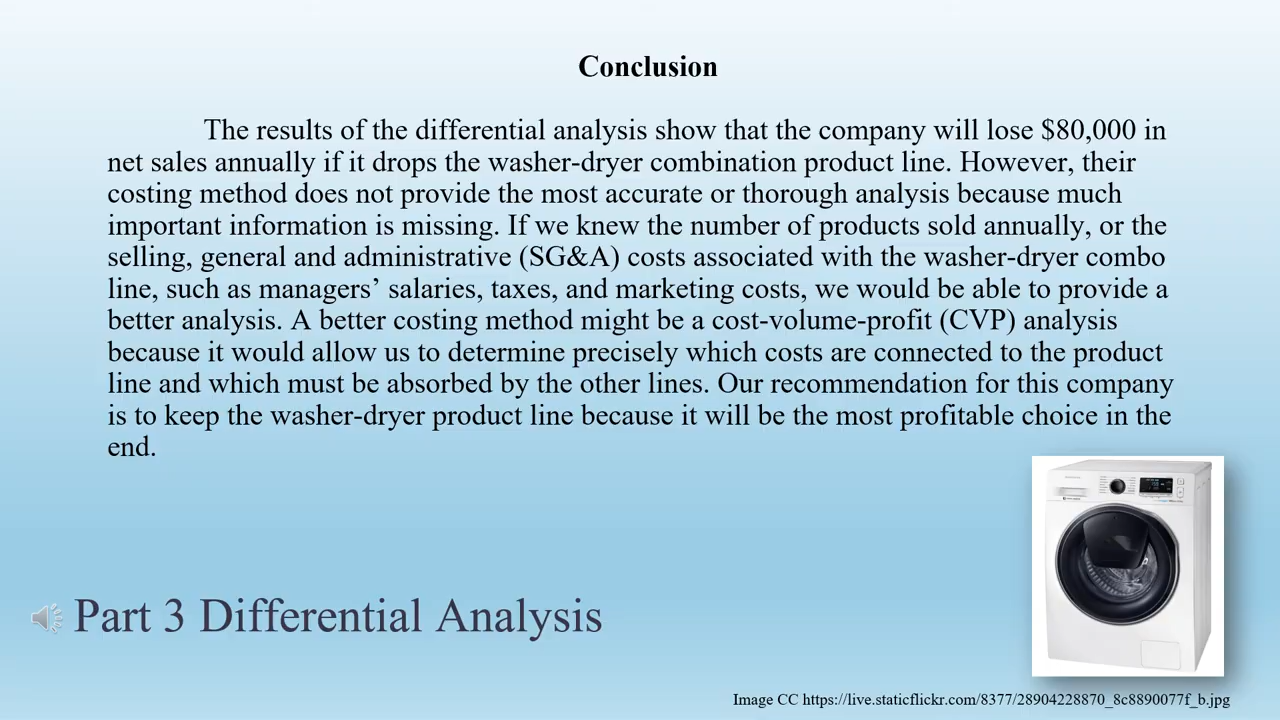 Conclusion
The results of the differential analysis show that the company will lose $80,000 in
net sales annually if it drops the washer-dryer combination product line. However, their
costing method does not provide the most accurate or thorough analysis because much
important information is missing. If we knew the number of products sold annually, or the
selling, general and administrative (SG&A) costs associated with the washer-dryer combo
line, such as managers’ salaries, taxes, and marketing costs, we would be able to provide a
better analysis. A better costing method might be a cost-volume-profit (CVP) analysis
because it would allow us to determine precisely which costs are connected to the product
line and which must be absorbed by the other lines. Our recommendation for this company
is to keep the washer-dryer product line because it will be the most profitable choice in the
end.
Part 3 Differential Analysis
Image CC https://live.staticflickr.com/8377/28904228870_8c8890077f_b.jpg